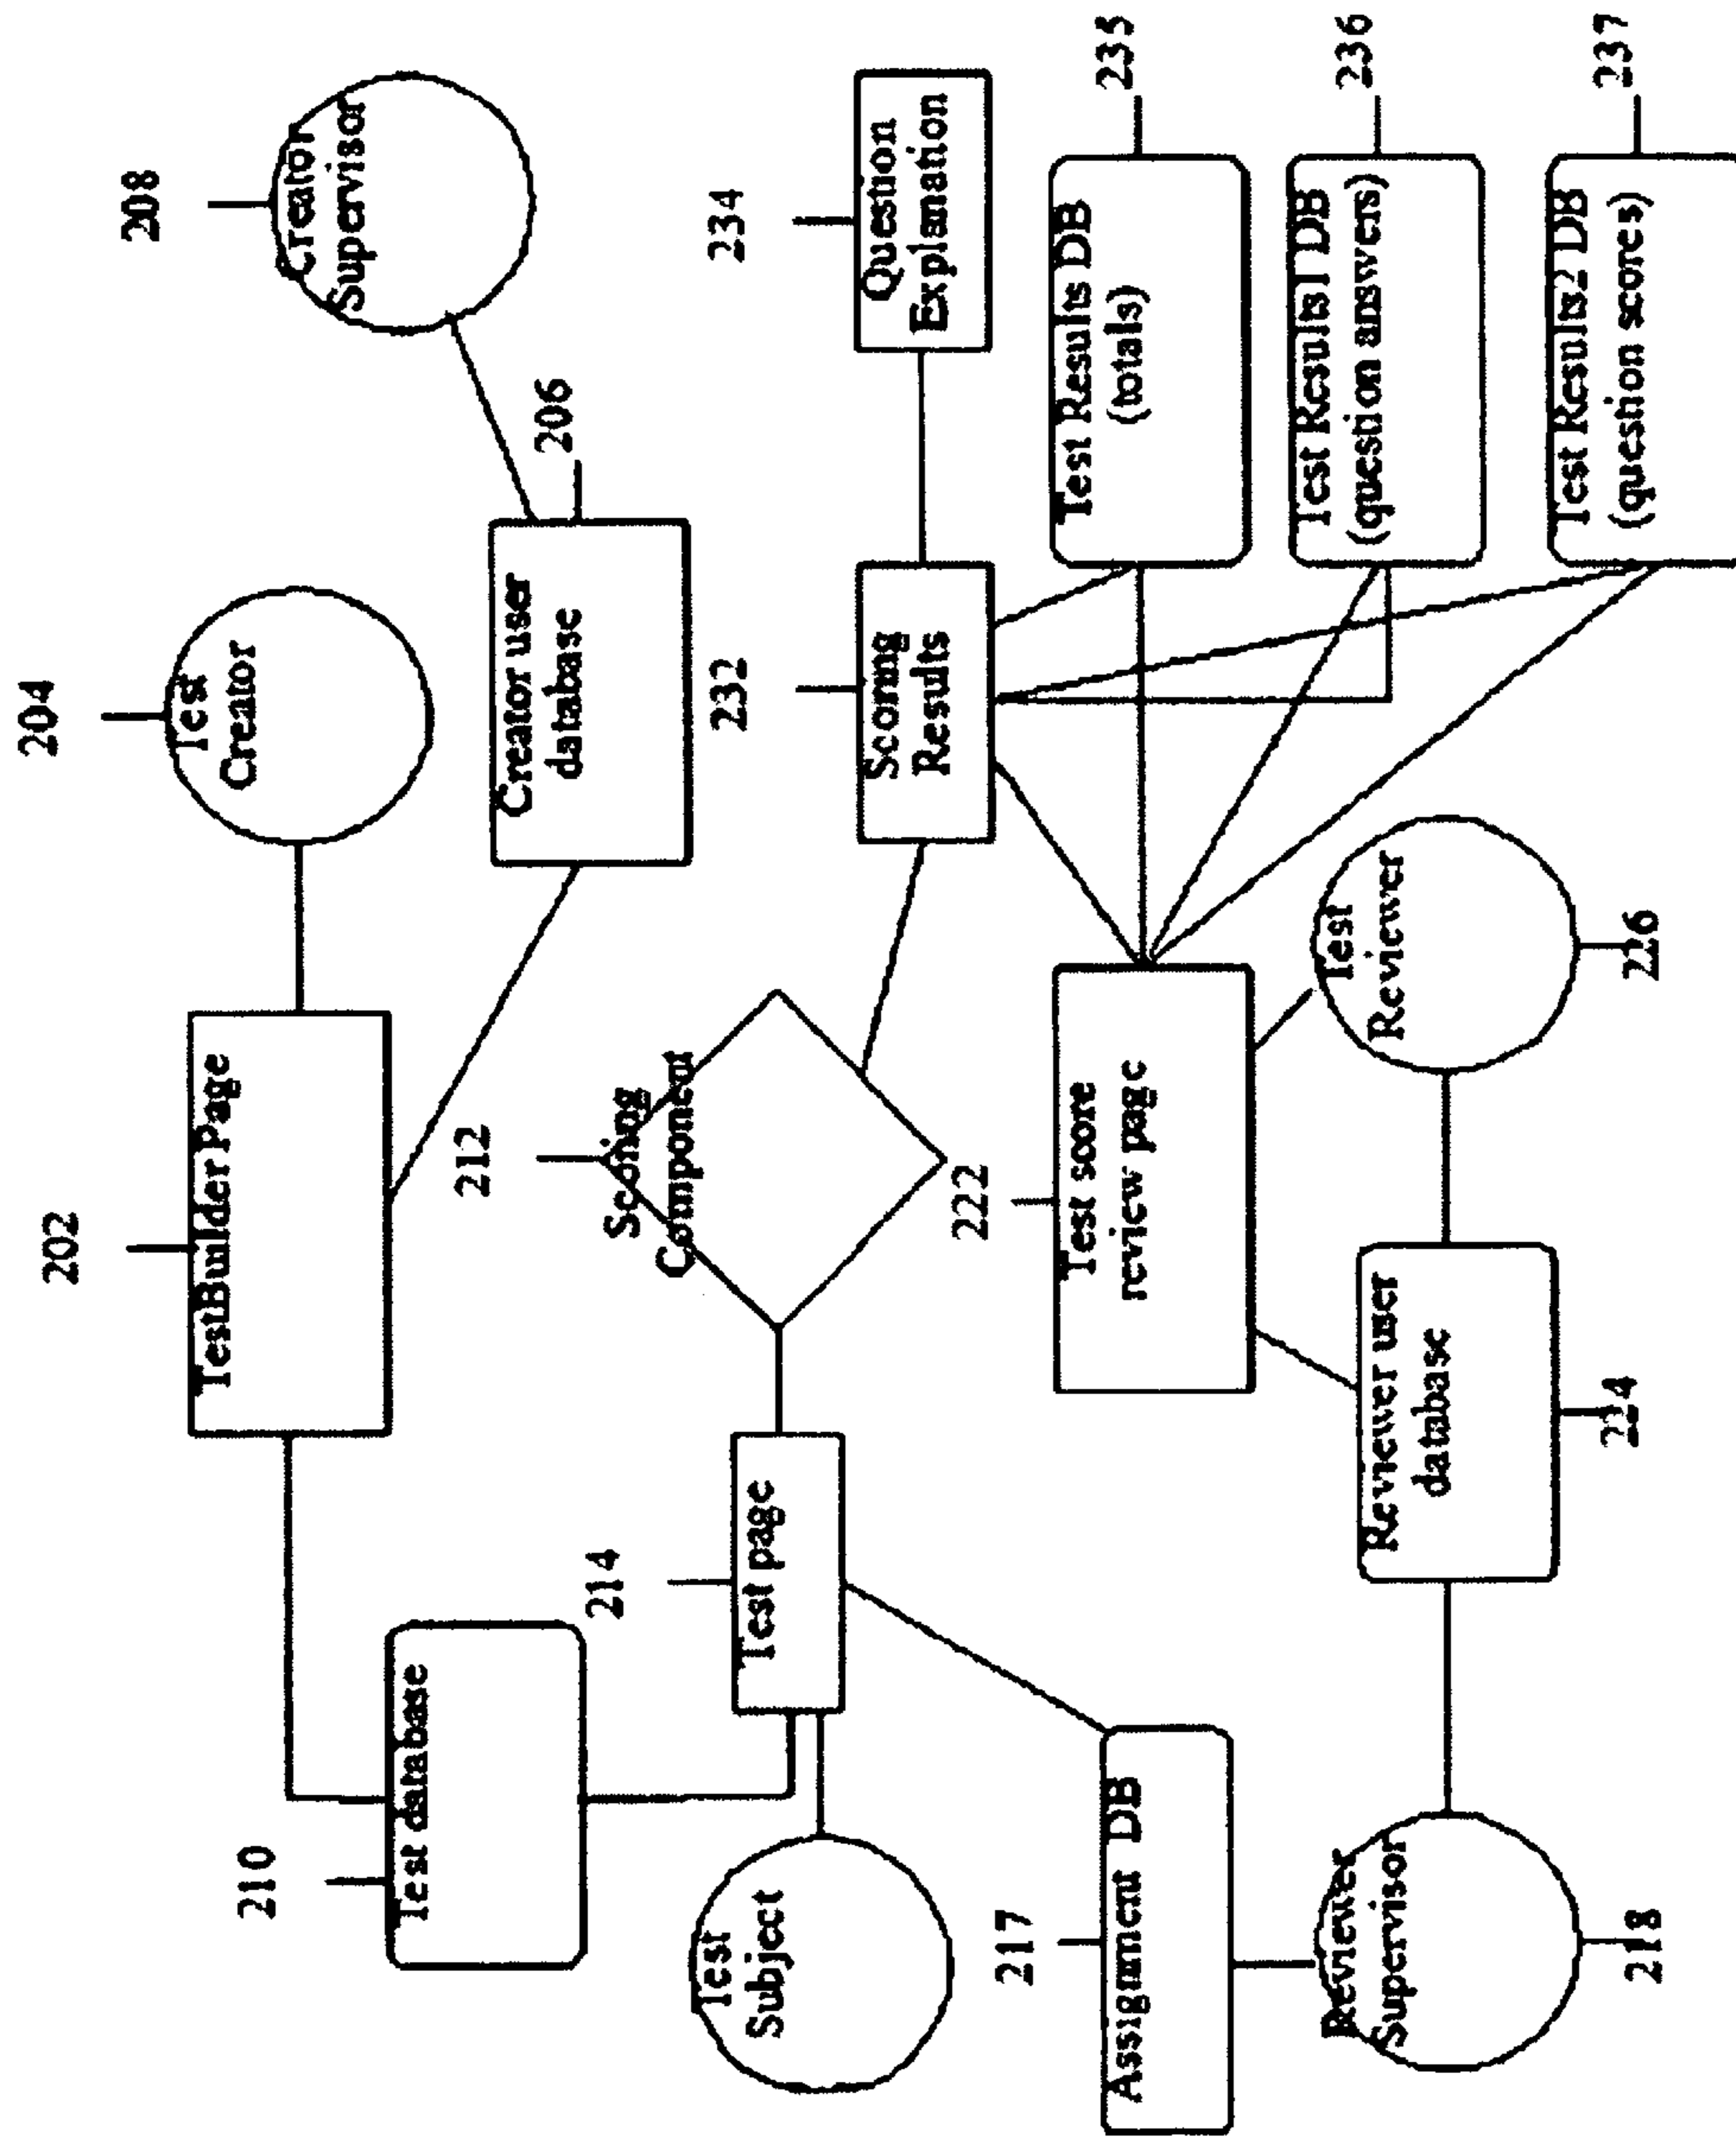 202
TestBuilder Page
204
Test
Creator
208
Creator
Supervisor
210
Test database
206
Creator user
database
212
Scoring
Component
214
Test page
Test
Subject
232
Scoring
Results
234
Question
Explanation
217
Assignment DB
222
Test score
review page
235
Test Results DB
(totals)
236
Test Results1 DB
(question answers)
237
Test Results2 DB
(question scores)
Reviewer
Supervisor
218
Reviewer user
database
224
Test
Reviewer
226